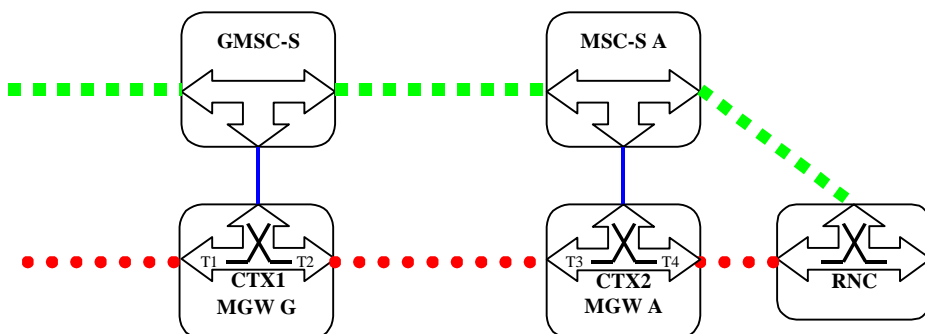 GMSC-S
MSC-S A
T1
T2
CTX1
MGW G
T3
T4
CTX2
MGW A
RNC